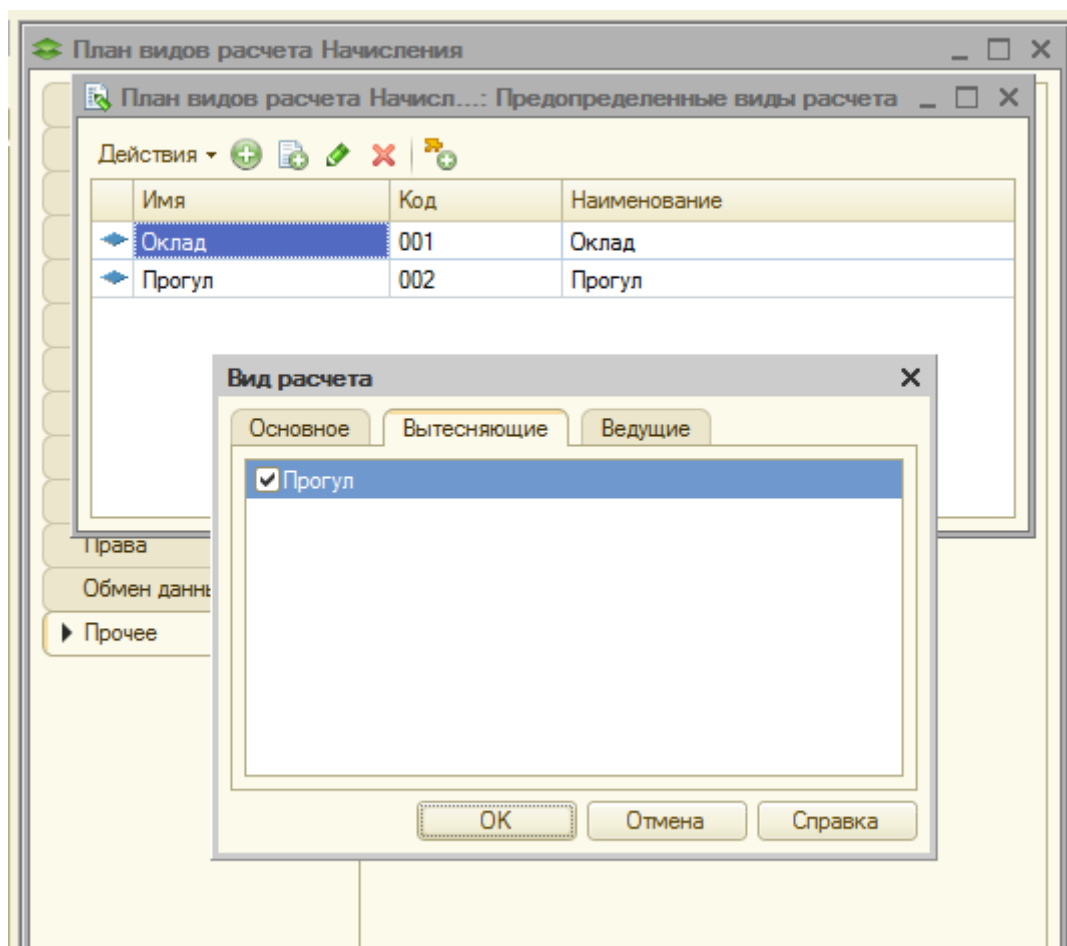 План видов расчета Начисления
План видов расчета Начисл...: Предопределенные виды расчета
Действия
Имя Код Наименование
Оклад 001 Оклад
Прогул 002 Прогул
Вид расчета
Основное Вытесняющие Ведущие
Прогул
Права
Обмен данны
Прочее
OK Отмена Справка